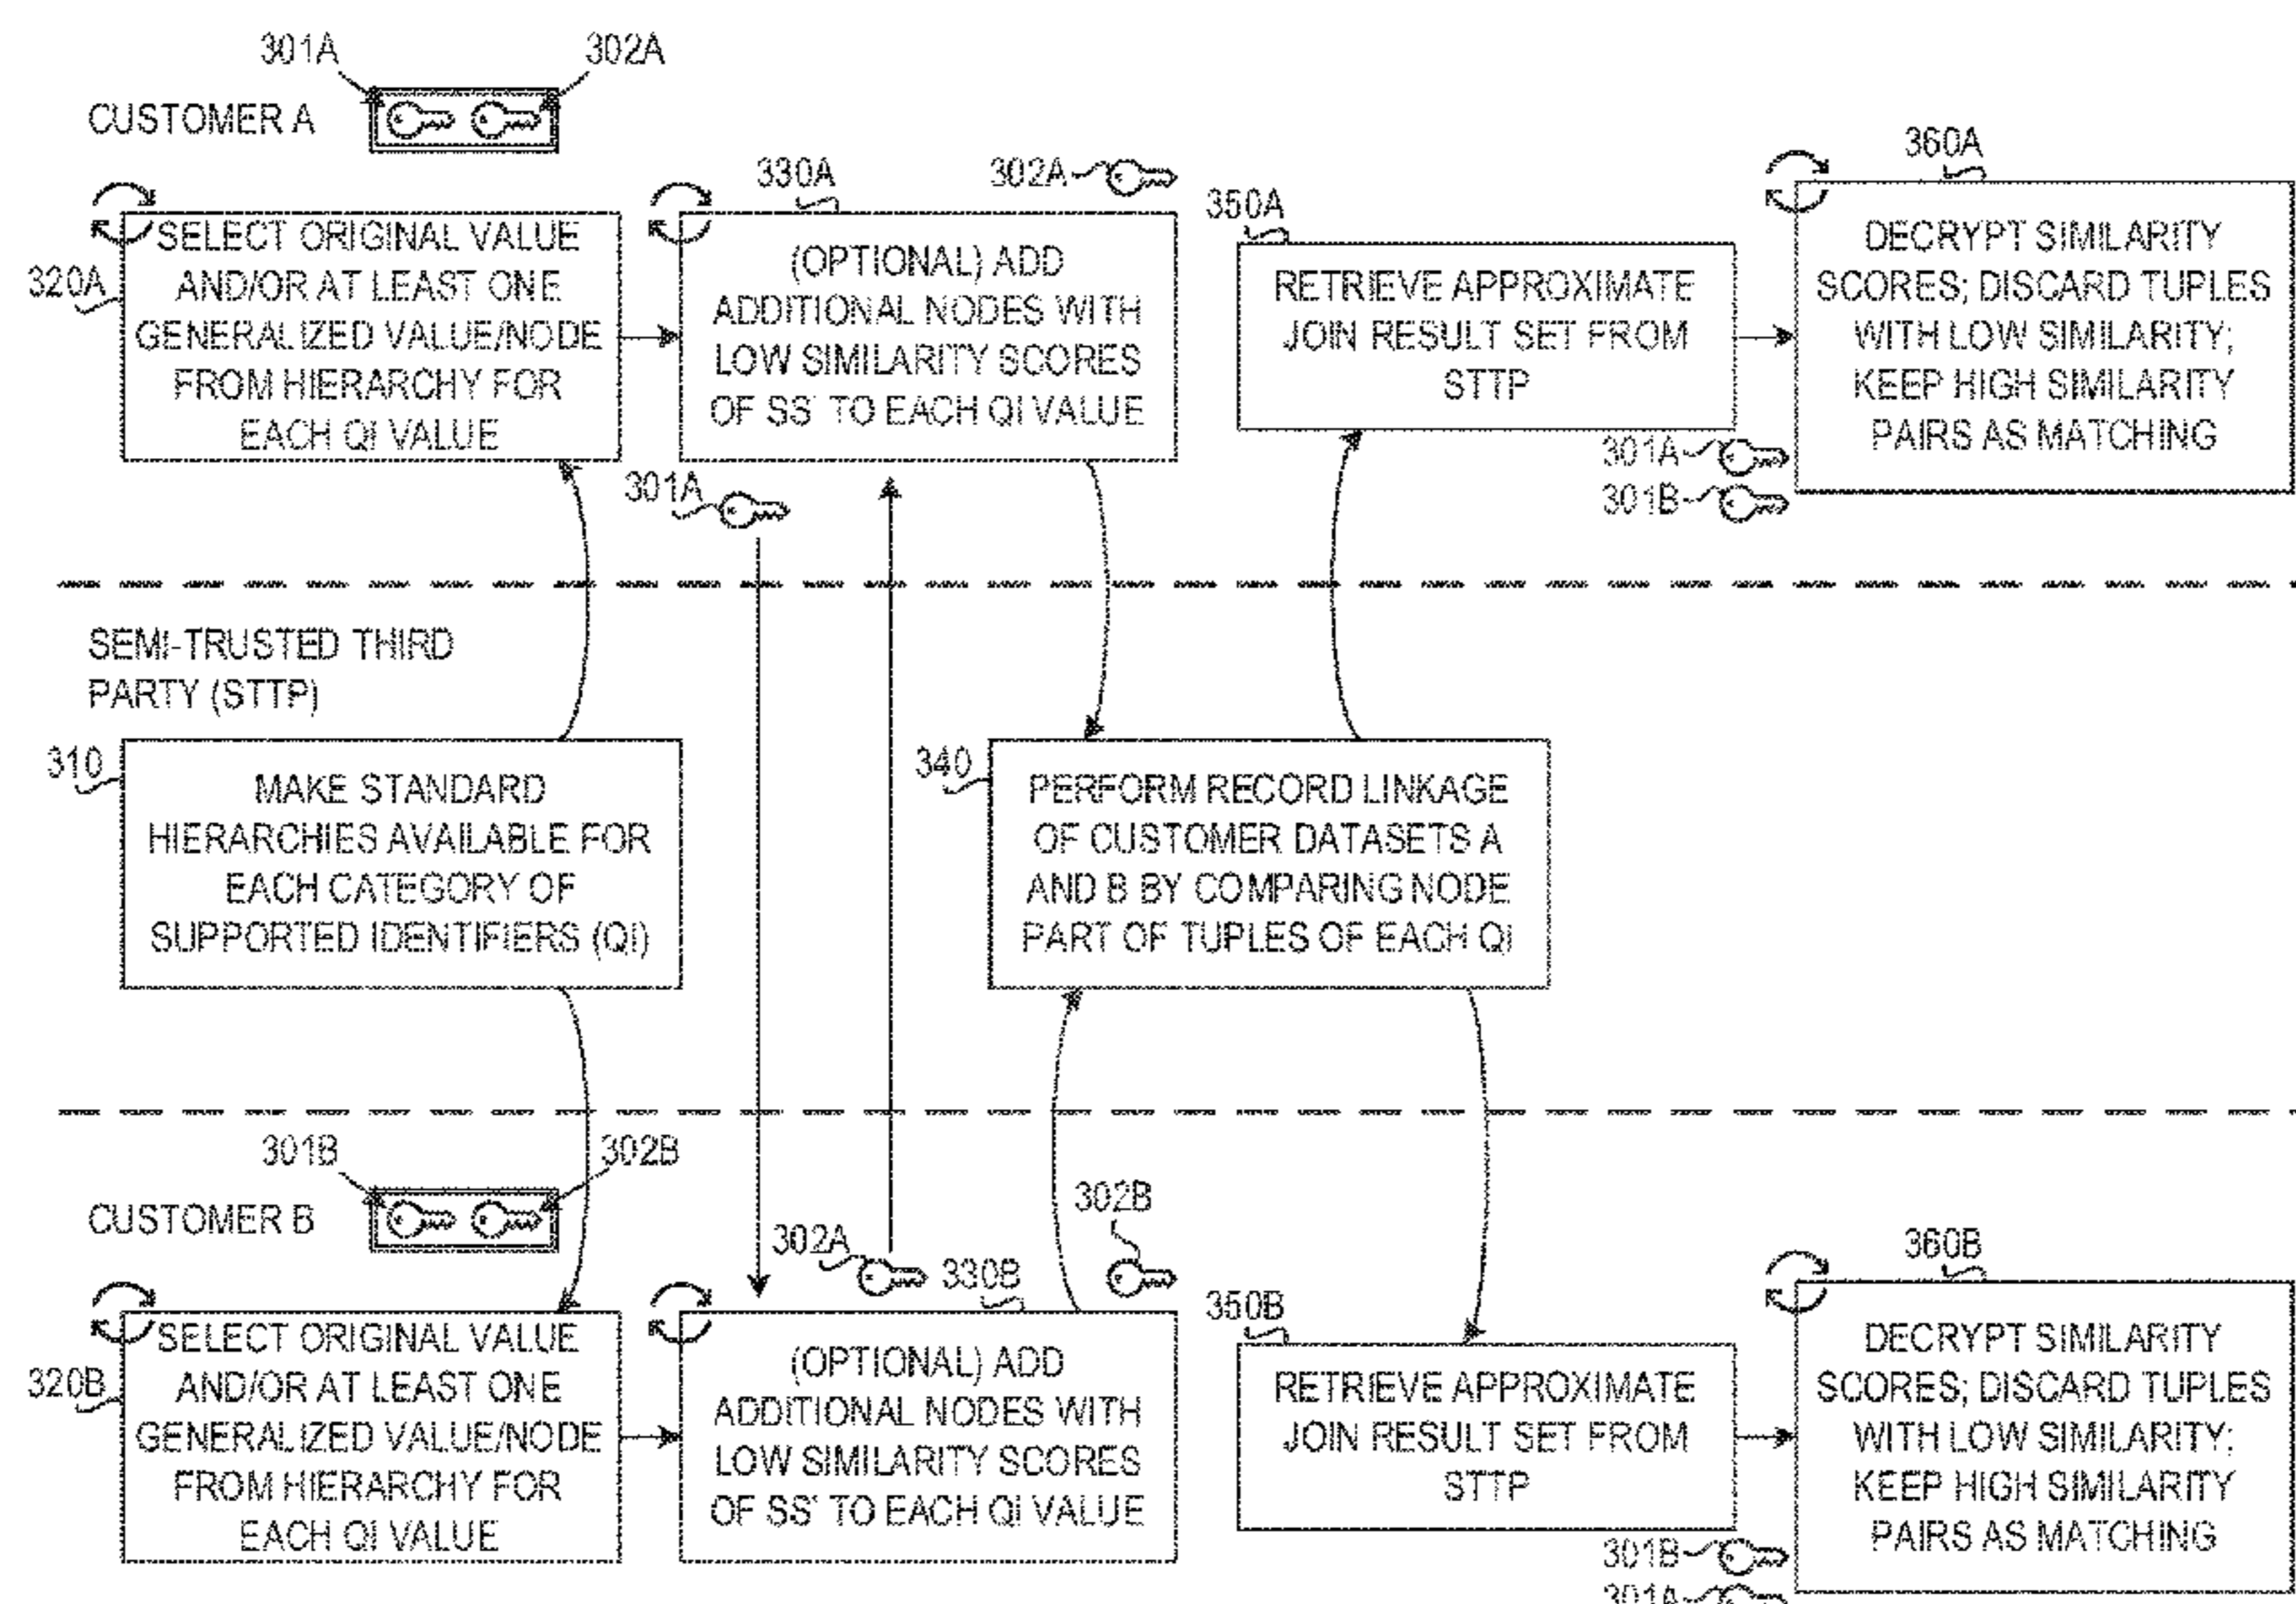 301A
302A
CUSTOMER A
330A
302A
360A
350A
320A
SELECT ORIGINAL VALUE
AND/OR AT LEAST ONE
GENERALIZED VALUE/NODE
FROM HIERARCHY FOR
EACH QI VALUE
(OPTIONAL) ADD
ADDITIONAL NODES WITH
LOW SIMILARITY SCORES
OF SS' TO EACH QI VALUE
RETRIEVE APPROXIMATE
JOIN RESULT SET FROM
STTP
DECRYPT SIMILARITY
SCORES; DISCARD TUPLES
WITH LOW SIMILARITY;
KEEP HIGH SIMILARITY
PAIRS AS MATCHING
301A
301A
301B
SEMI-TRUSTED THIRD
PARTY (STTP)
310
MAKE STANDARD
HIERARCHIES AVAILABLE FOR
EACH CATEGORY OF
SUPPORTED IDENTIFIERS (QI)
340
PERFORM RECORD LINKAGE
OF CUSTOMER DATASETS A
AND B BY COMPARING NODE
PART OF TUPLES OF EACH QI
301B
302B
CUSTOMER B
302A
330B
302B
350B
360B
320B
SELECT ORIGINAL VALUE
AND/OR AT LEAST ONE
GENERALIZED VALUE/NODE
FROM HIERARCHY FOR
EACH QI VALUE
(OPTIONAL) ADD
ADDITIONAL NODES WITH
LOW SIMILARITY SCORES
OF SS' TO EACH QI VALUE
RETRIEVE APPROXIMATE
JOIN RESULT SET FROM
STTP
DECRYPT SIMILARITY
SCORES; DISCARD TUPLES
WITH LOW SIMILARITY;
KEEP HIGH SIMILARITY
PAIRS AS MATCHING
301B
301A